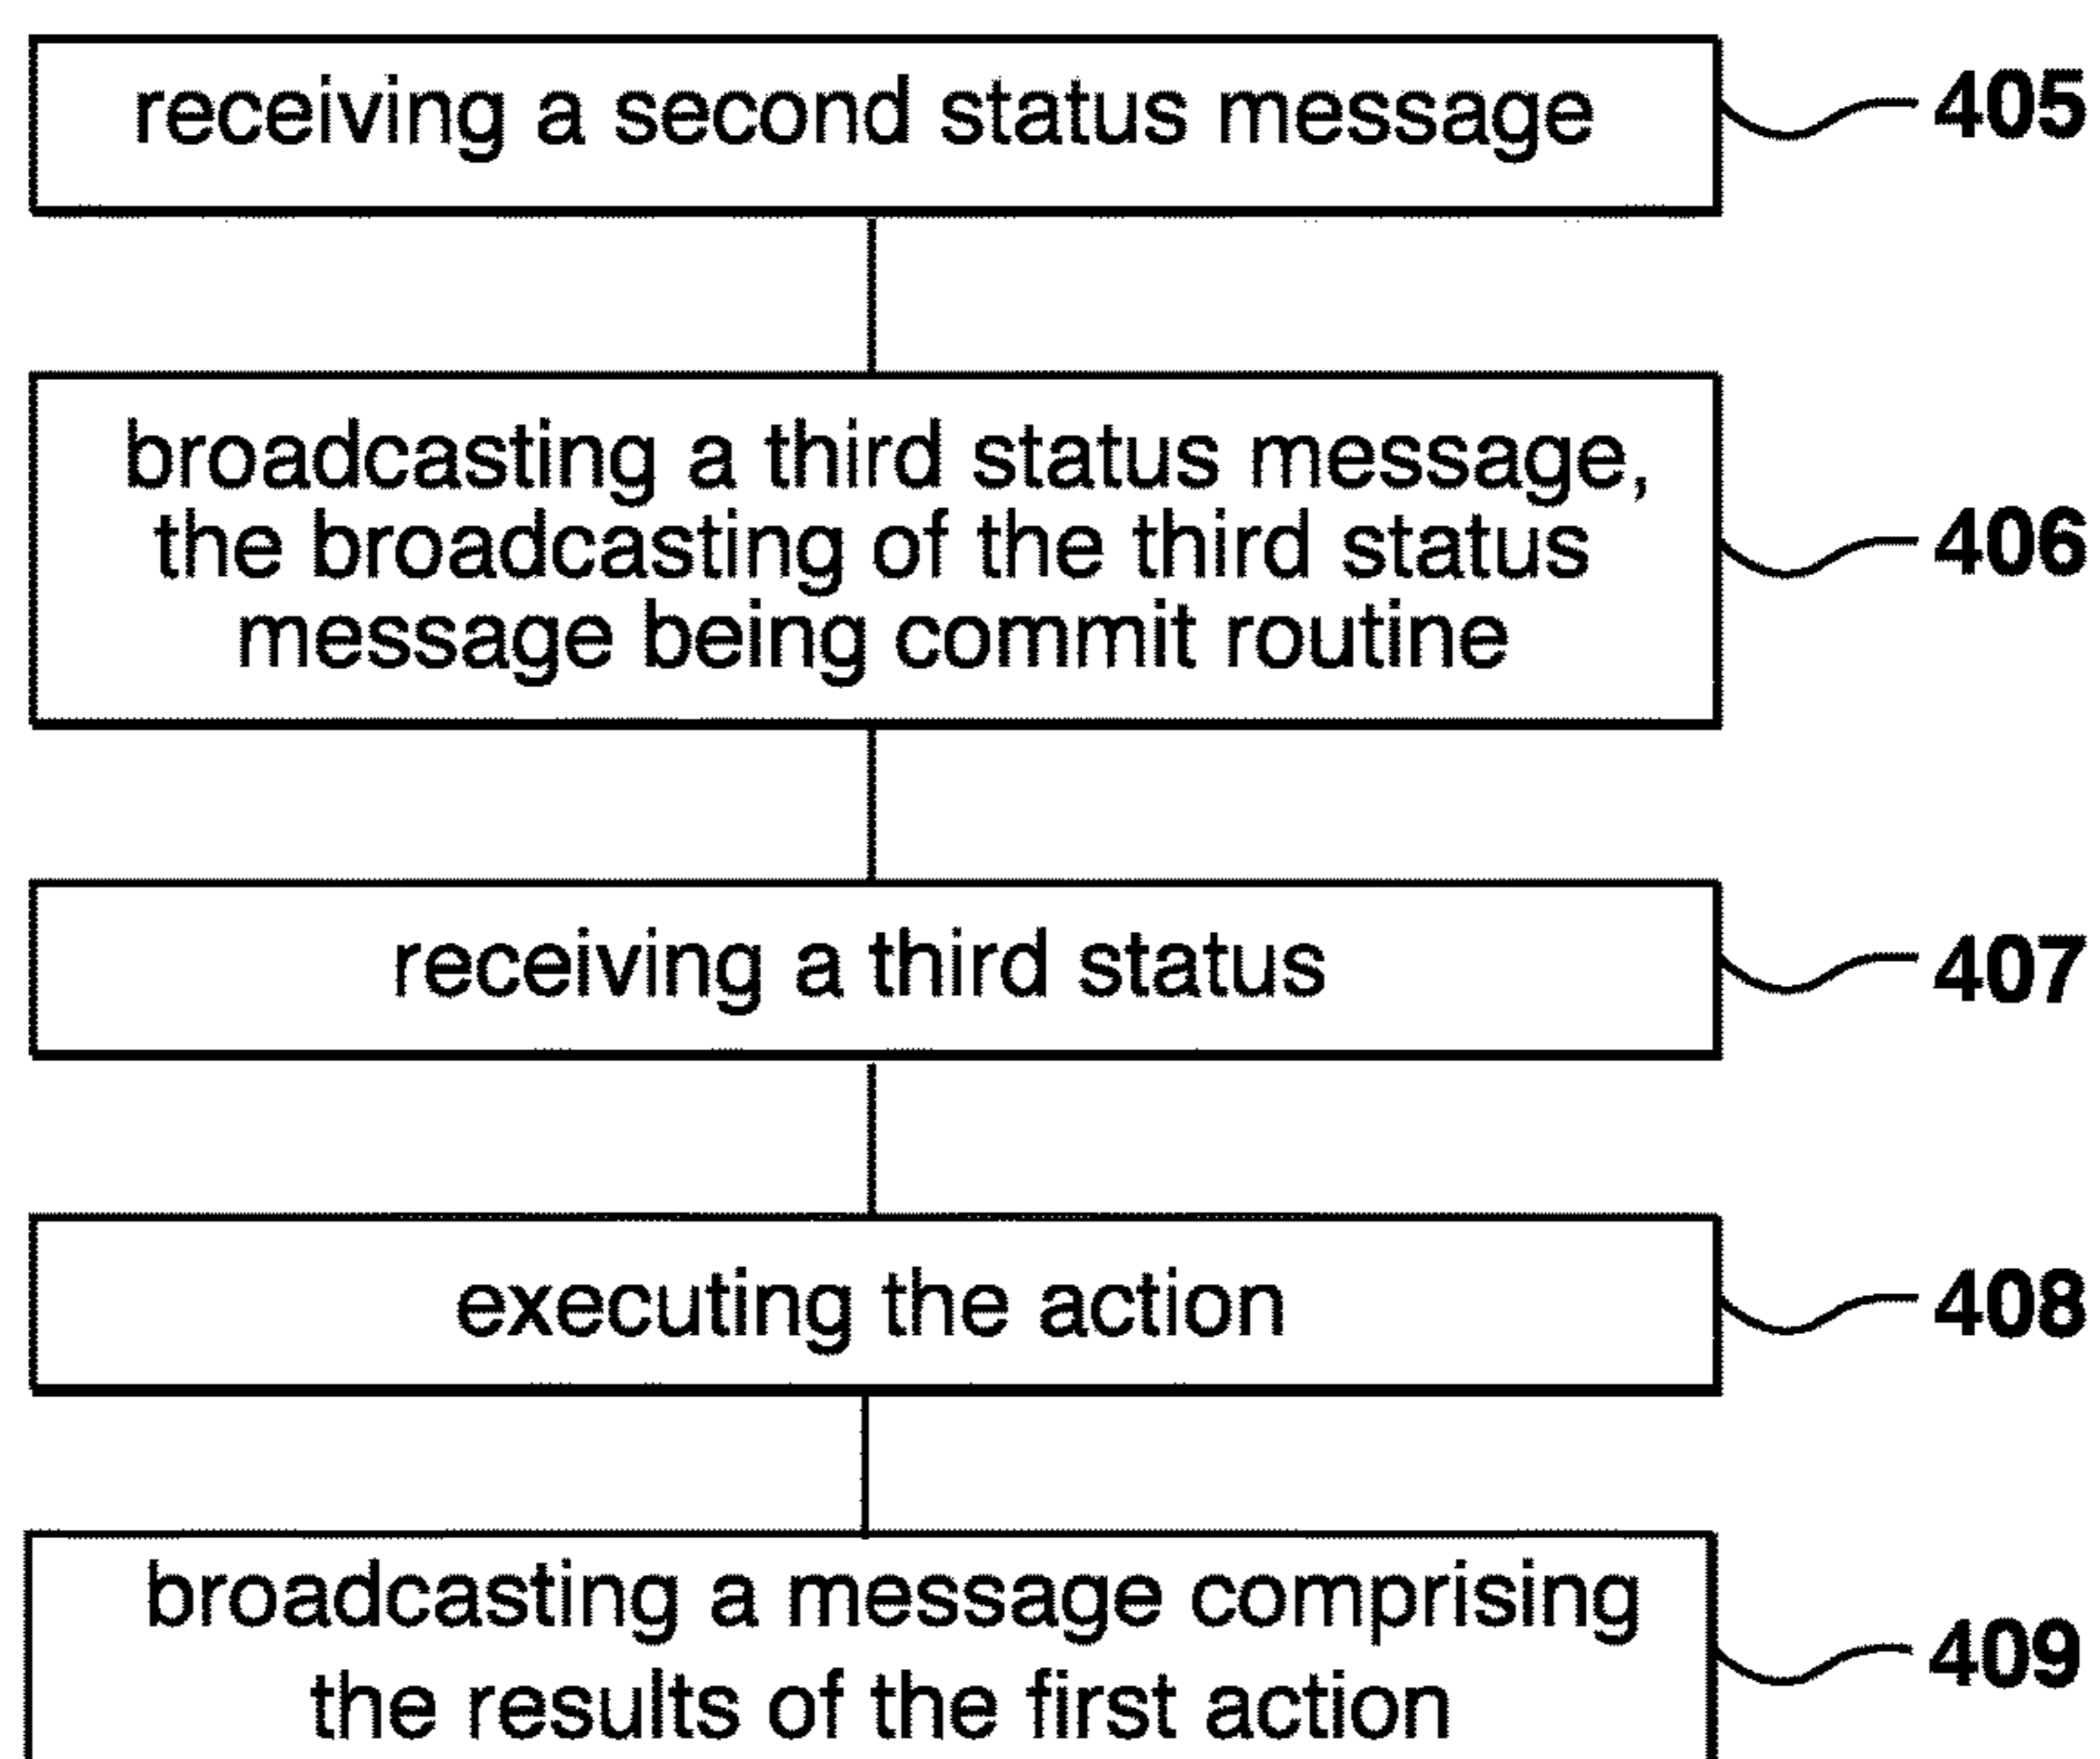 receiving a second status message
405
broadcasting a third status message,
the broadcasting of the third status
message being commit routine
406
receiving a third status
407
executing the action
408
broadcasting a message comprising
the results of the first action
409